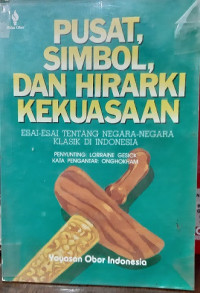 PUSAT,
SIMBOL,
DAN HIRARKI
KEKUASAAN
ESAI-ESAI TENTANG NEGARA-NEGARA
KLASIK DI INDONESIA
PENYUNTING: LORRAINE GESICK
KATA PENGANTAR: ONGHOKHAM
Yayasan Obor Indonesia